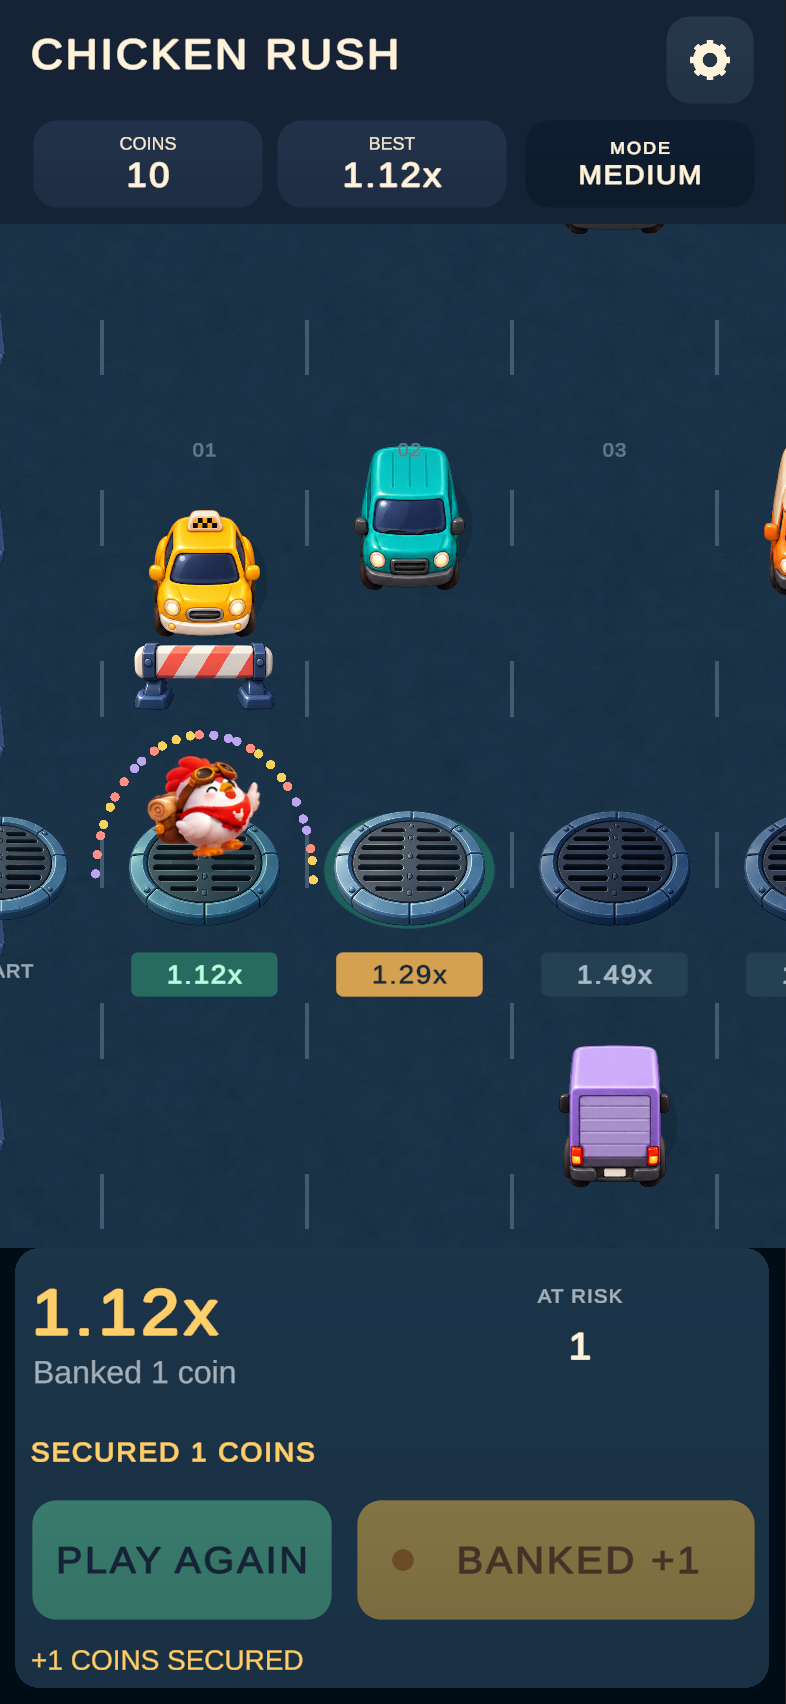 CHICKEN RUSH
COINS
10
BEST
1.12x
MODE
MEDIUM
01
02
03
ART
1.12x
1.29x
1.49x
1.12x
Banked 1 coin
AT RISK
1
SECURED 1 COINS
PLAY AGAIN
BANKED +1
+1 COINS SECURED